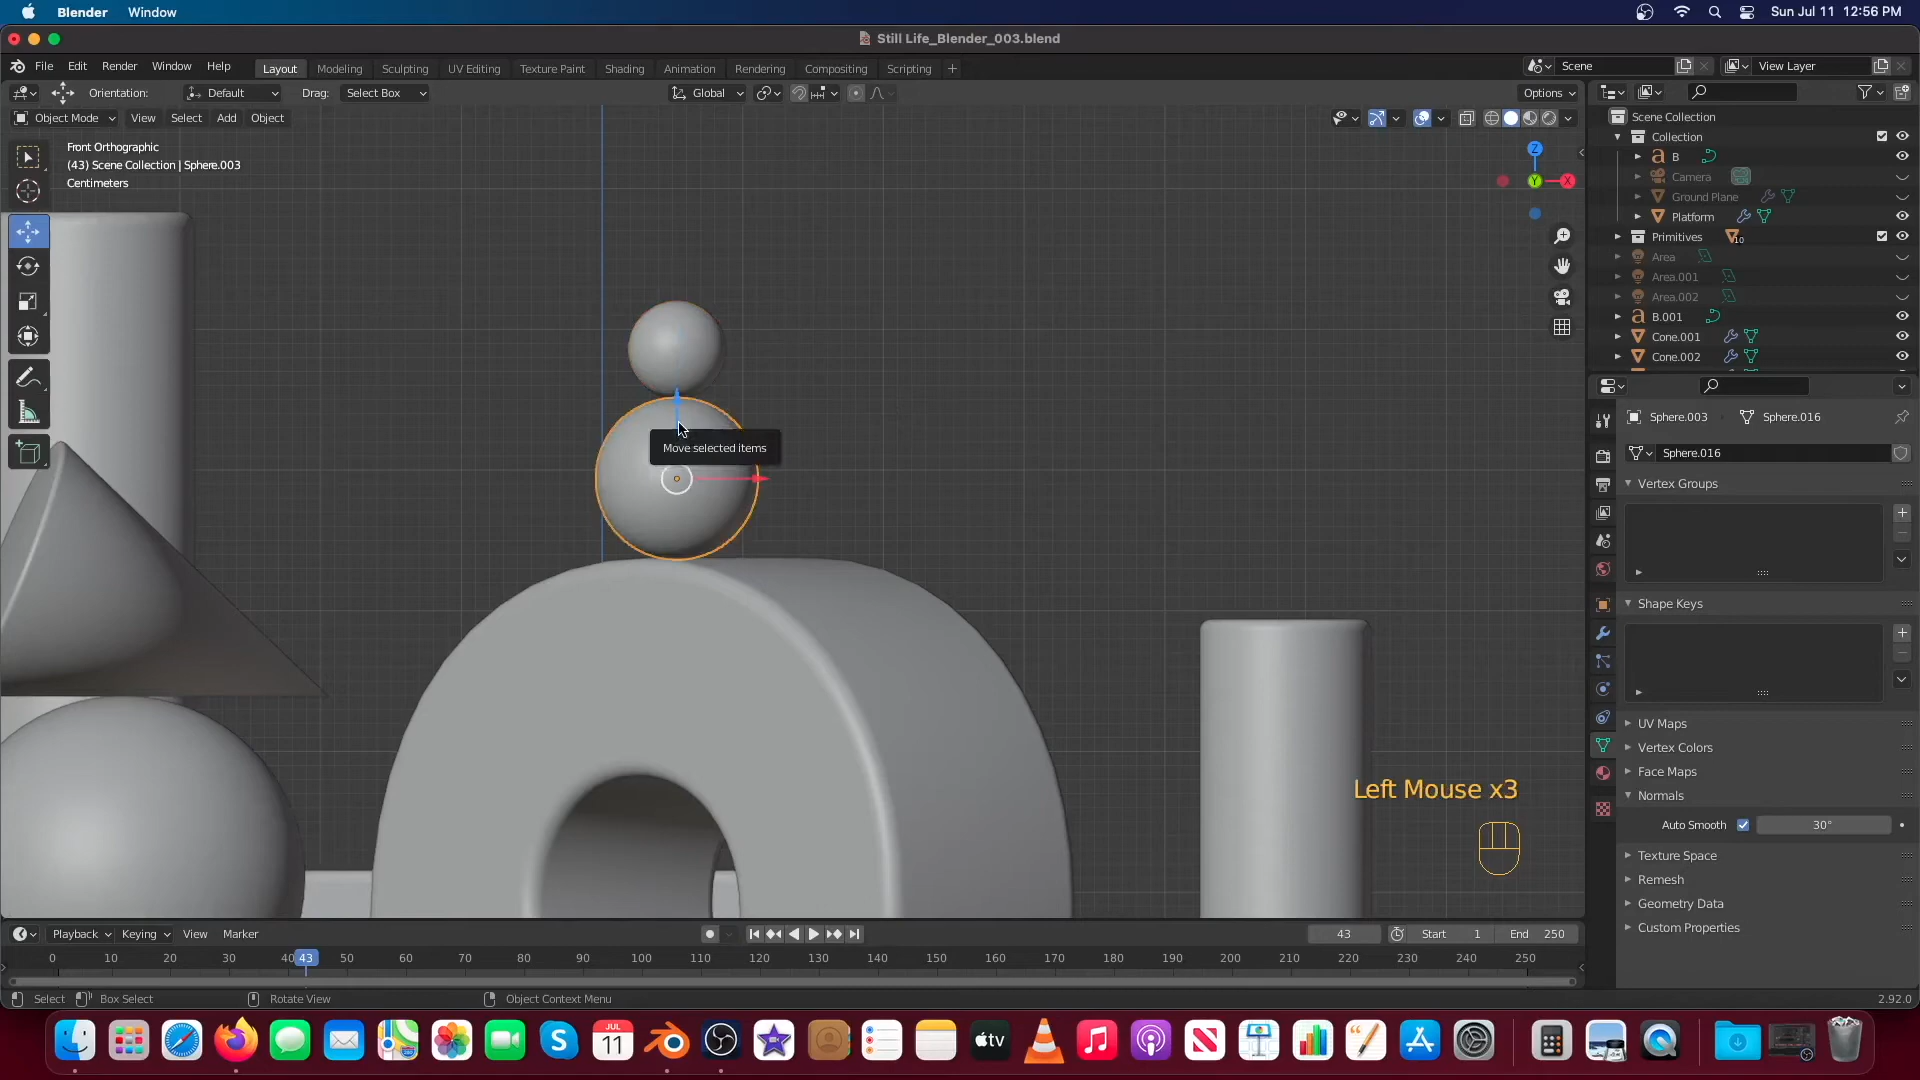 Blender Window Sun Jul 11 12:56 PM
Still Life_Blender_003.blend
File Edit Render Window Help Layout Modeling Sculpting UV Editing Texture Paint Shading Animation Rendering Compositing Scripting + Scene View Layer
Orientation: Default Drag: Select Box Global Options
Object Mode View Select Add Object
Front Orthographic
(43) Scene Collection | Sphere.003
Centimeters
Z
Y
X
Move selected items
Left Mouse x3
Scene Collection
Collection
B
Camera
Ground Plane
Platform
Primitives 10
Area
Area.001
Area.002
B.001
Cone.001
Cone.002
Sphere.003 Sphere.016
Sphere.016
Vertex Groups
Shape Keys
UV Maps
Vertex Colors
Face Maps
Normals
Auto Smooth 30°
Texture Space
Remesh
Geometry Data
Custom Properties
Playback Keying View Marker 43 Start 1 End 250
0 10 20 30 40 43 50 60 70 80 90 100 110 120 130 140 150 160 170 180 190 200 210 220 230 240 250
Select Box Select Rotate View Object Context Menu 2.92.0
JUL
11
tv